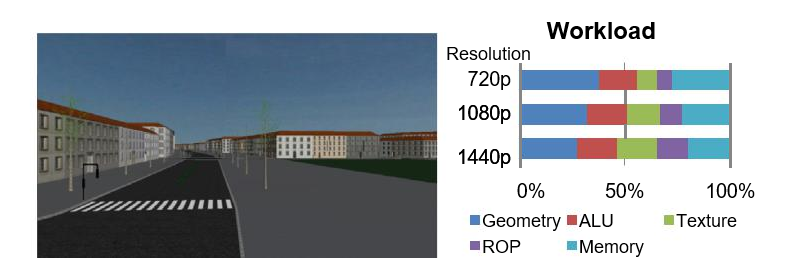 Workload
Resolution
720p
1080p
1440p
0% 50% 100%
Geometry ALU Texture
ROP Memory